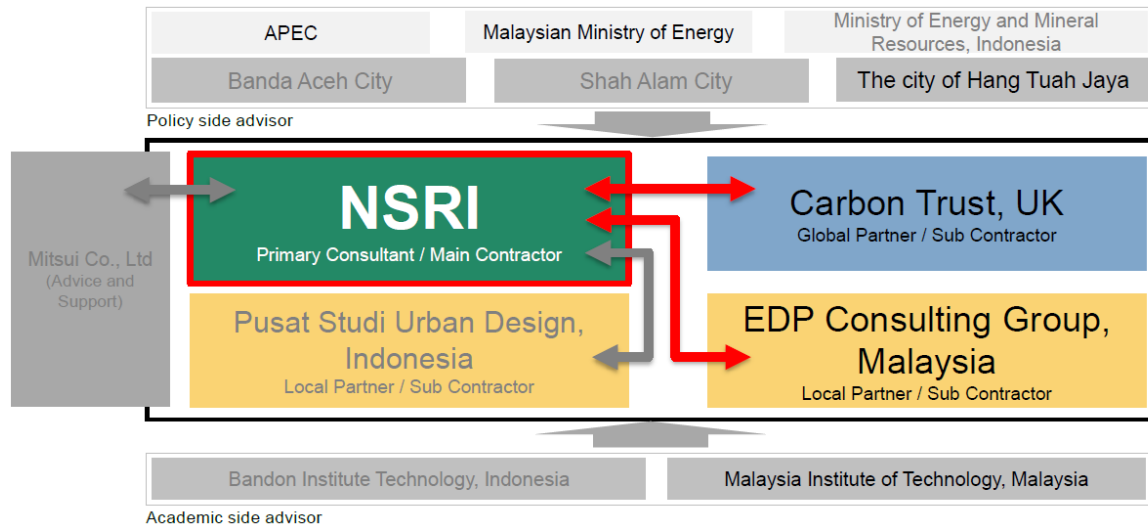 APEC
Malaysian Ministry of Energy
Ministry of Energy and Mineral
Resources, Indonesia
Banda Aceh City
Shah Alam City
The city of Hang Tuah Jaya
Policy side advisor
Mitsui Co., Ltd
(Advice and
Support)
NSRI
Primary Consultant / Main Contractor
Carbon Trust, UK
Global Partner / Sub Contractor
Pusat Studi Urban Design,
Indonesia
Local Partner / Sub Contractor
EDP Consulting Group,
Malaysia
Local Partner / Sub Contractor
Bandon Institute Technology, Indonesia
Malaysia Institute of Technology, Malaysia
Academic side advisor